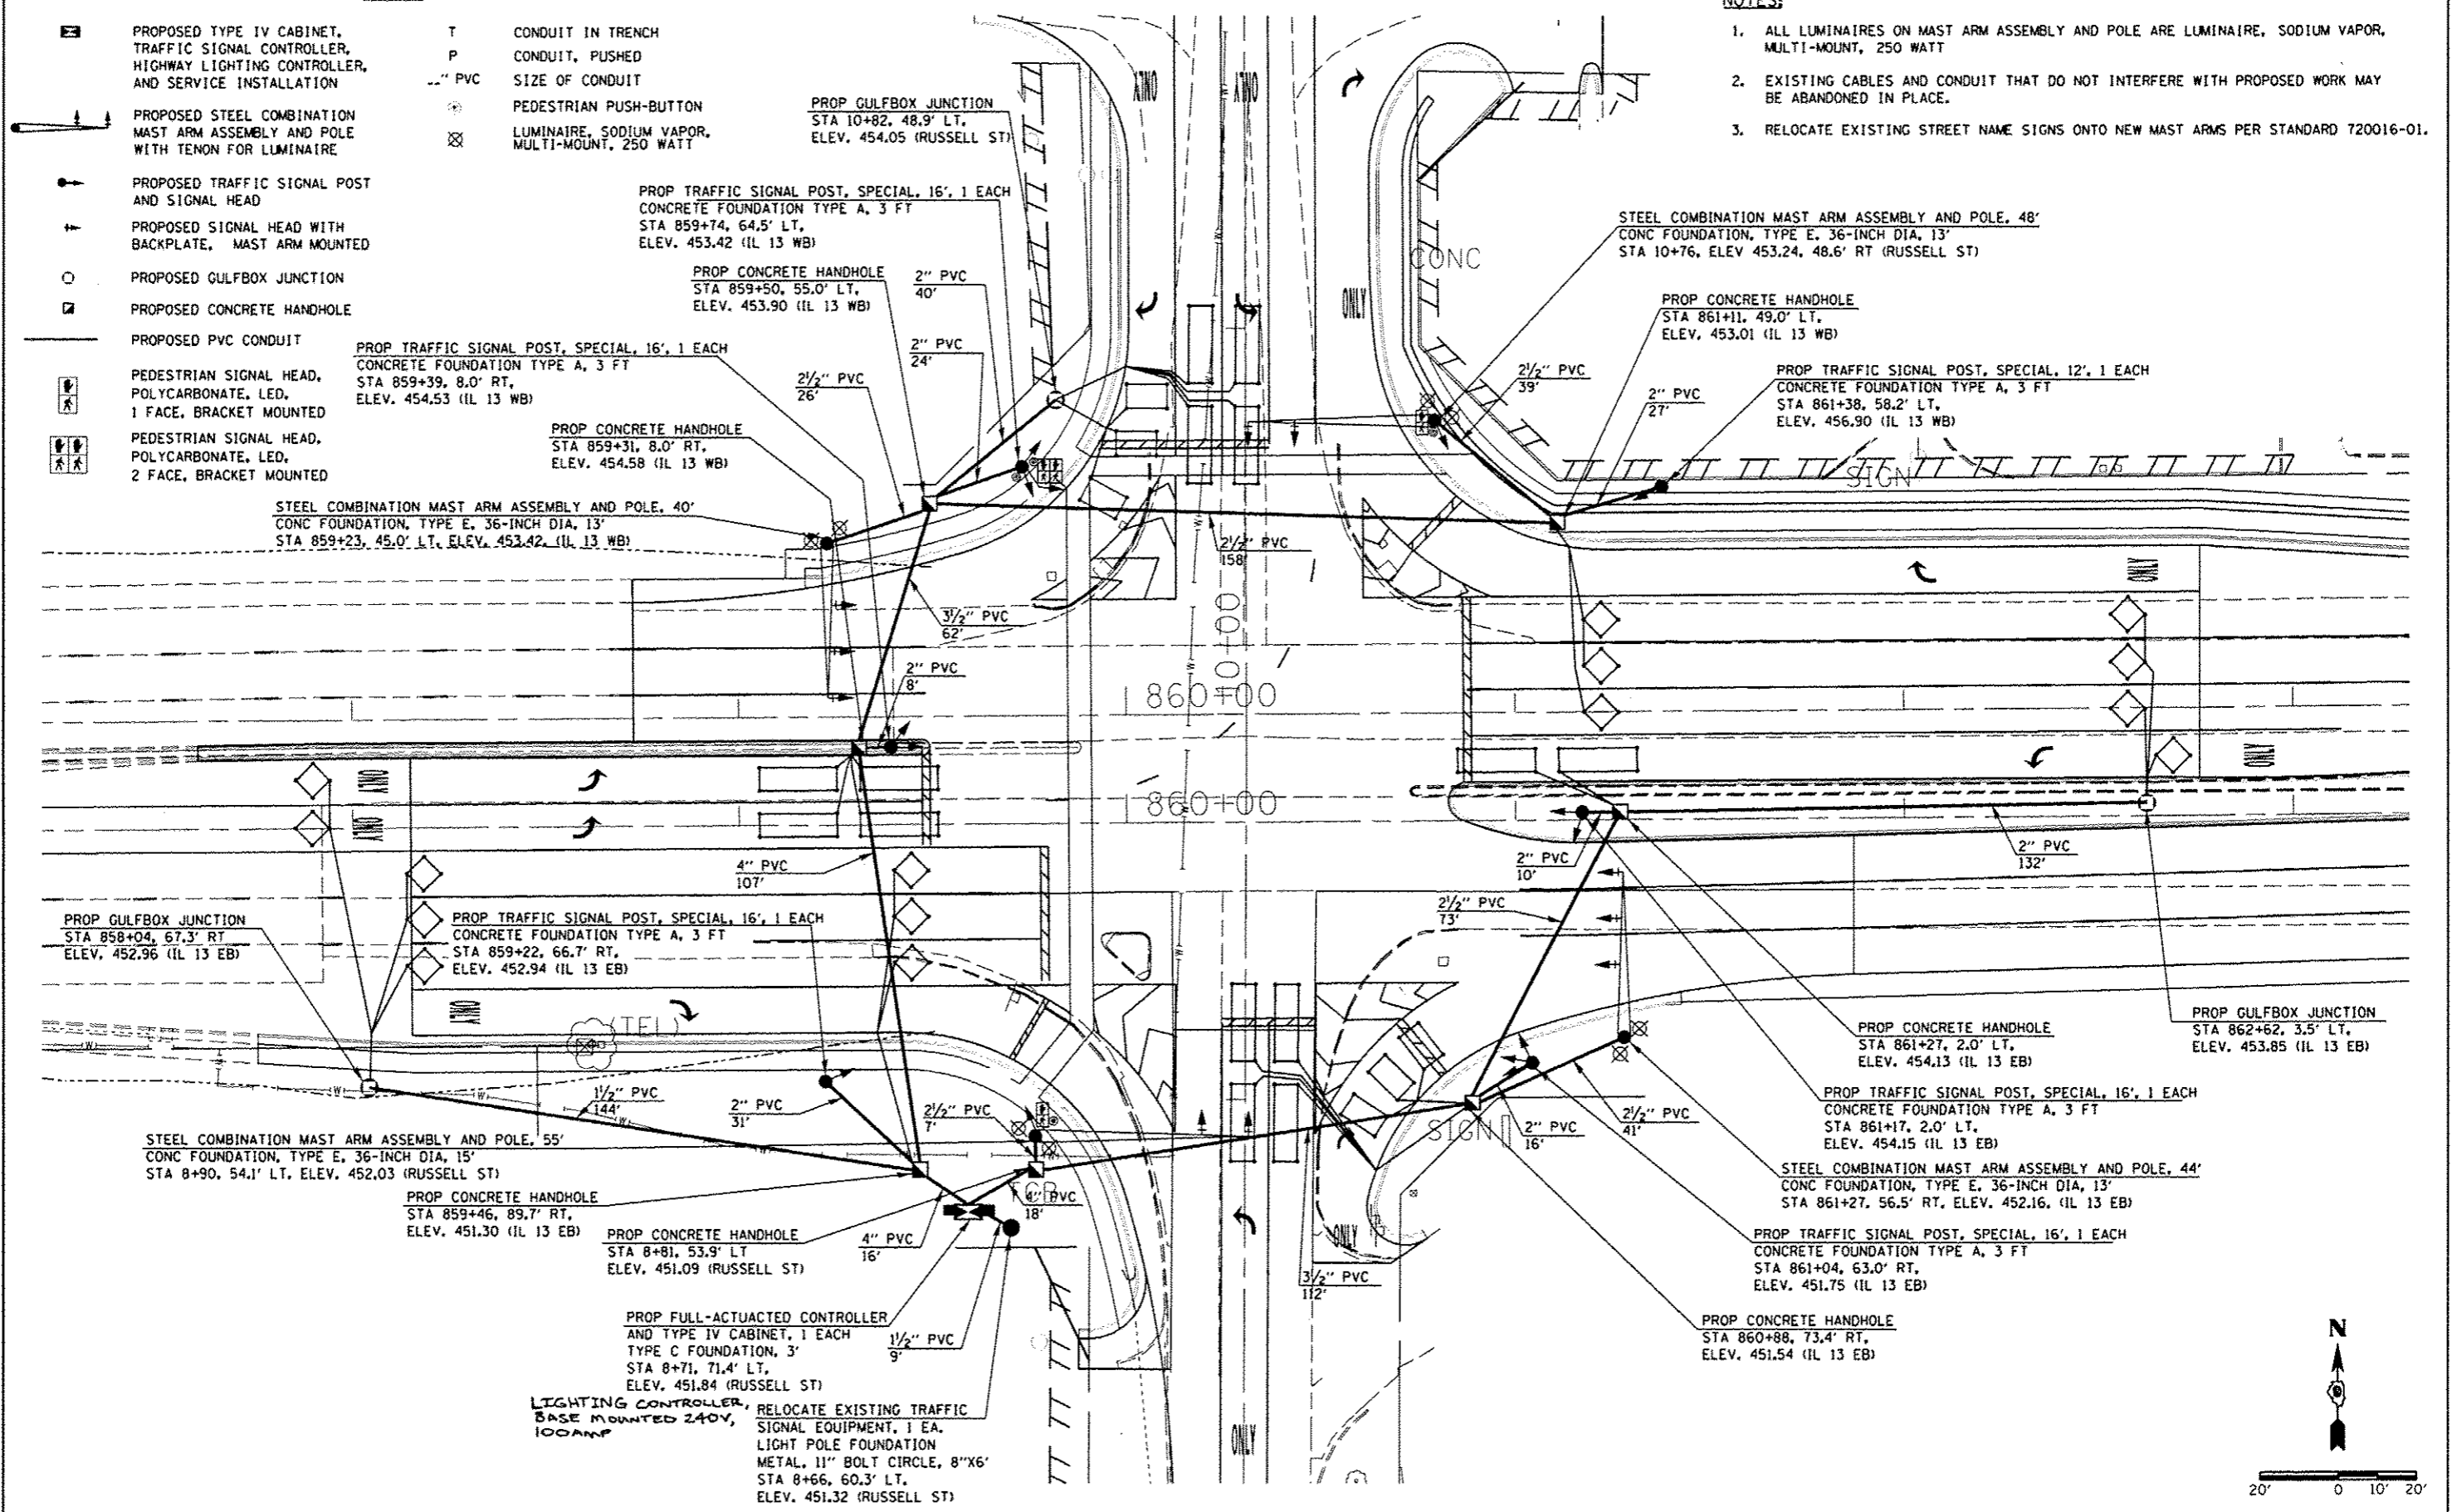 PROPOSED TYPE IV CABINET,
TRAFFIC SIGNAL CONTROLLER,
HIGHWAY LIGHTING CONTROLLER,
AND SERVICE INSTALLATION
PROPOSED STEEL COMBINATION
MAST ARM ASSEMBLY AND POLE
WITH TENON FOR LUMINAIRE
PROPOSED TRAFFIC SIGNAL POST
AND SIGNAL HEAD
PROPOSED SIGNAL HEAD WITH
BACKPLATE, MAST ARM MOUNTED
PROPOSED GULFBOX JUNCTION
PROPOSED CONCRETE HANDHOLE
PROPOSED PVC CONDUIT
PEDESTRIAN SIGNAL HEAD,
POLYCARBONATE, LED,
1 FACE, BRACKET MOUNTED
PEDESTRIAN SIGNAL HEAD,
POLYCARBONATE, LED,
2 FACE, BRACKET MOUNTED
T CONDUIT IN TRENCH
P CONDUIT, PUSHED
__" PVC SIZE OF CONDUIT
PEDESTRIAN PUSH-BUTTON
LUMINAIRE, SODIUM VAPOR,
MULTI-MOUNT, 250 WATT
NOTES:
1. ALL LUMINAIRES ON MAST ARM ASSEMBLY AND POLE ARE LUMINAIRE, SODIUM VAPOR,
MULTI-MOUNT, 250 WATT
2. EXISTING CABLES AND CONDUIT THAT DO NOT INTERFERE WITH PROPOSED WORK MAY
BE ABANDONED IN PLACE.
3. RELOCATE EXISTING STREET NAME SIGNS ONTO NEW MAST ARMS PER STANDARD 720016-01.
PROP GULFBOX JUNCTION
STA 10+82, 48.9' LT,
ELEV. 454.05 (RUSSELL ST)
PROP TRAFFIC SIGNAL POST, SPECIAL, 16', 1 EACH
CONCRETE FOUNDATION TYPE A, 3 FT
STA 859+74, 64.5' LT,
ELEV. 453.42 (IL 13 WB)
PROP CONCRETE HANDHOLE
STA 859+50, 55.0' LT,
ELEV. 453.90 (IL 13 WB)
2" PVC
40'
2" PVC
24'
2½" PVC
26'
PROP TRAFFIC SIGNAL POST, SPECIAL, 16', 1 EACH
CONCRETE FOUNDATION TYPE A, 3 FT
STA 859+39, 8.0' RT,
ELEV. 454.53 (IL 13 WB)
PROP CONCRETE HANDHOLE
STA 859+31, 8.0' RT,
ELEV. 454.58 (IL 13 WB)
STEEL COMBINATION MAST ARM ASSEMBLY AND POLE, 40'
CONC FOUNDATION, TYPE E, 36-INCH DIA, 13'
STA 859+23, 45.0' LT, ELEV. 453.42, (IL 13 WB)
ONLY
ONLY
ONLY
CONC
STEEL COMBINATION MAST ARM ASSEMBLY AND POLE, 48'
CONC FOUNDATION, TYPE E, 36-INCH DIA, 13'
STA 10+76, ELEV 453.24, 48.6' RT (RUSSELL ST)
PROP CONCRETE HANDHOLE
STA 861+11, 49.0' LT,
ELEV. 453.01 (IL 13 WB)
PROP TRAFFIC SIGNAL POST, SPECIAL, 12', 1 EACH
CONCRETE FOUNDATION TYPE A, 3 FT
STA 861+38, 58.2' LT,
ELEV. 456.90 (IL 13 WB)
2½" PVC
39'
2" PVC
27'
SIGN
2½" PVC
158'
3½" PVC
62'
2" PVC
8'
860+00
860+00
4" PVC
107'
2" PVC
10'
2½" PVC
73'
2" PVC
132'
PROP GULFBOX JUNCTION
STA 858+04, 67.3' RT
ELEV. 452.96 (IL 13 EB)
PROP TRAFFIC SIGNAL POST, SPECIAL, 16', 1 EACH
CONCRETE FOUNDATION TYPE A, 3 FT
STA 859+22, 66.7' RT,
ELEV. 452.94 (IL 13 EB)
(TEL)
1½" PVC
144'
2" PVC
31'
2½" PVC
7'
STEEL COMBINATION MAST ARM ASSEMBLY AND POLE, 55'
CONC FOUNDATION, TYPE E, 36-INCH DIA, 15'
STA 8+90, 54.1' LT, ELEV. 452.03 (RUSSELL ST)
PROP CONCRETE HANDHOLE
STA 859+46, 89.7' RT,
ELEV. 451.30 (IL 13 EB)
PROP CONCRETE HANDHOLE
STA 8+81, 53.9' LT
ELEV. 451.09 (RUSSELL ST)
4" PVC
16'
4" PVC
18'
PROP FULL-ACTUACTED CONTROLLER
AND TYPE IV CABINET, 1 EACH
TYPE C FOUNDATION, 3'
STA 8+71, 71.4' LT,
ELEV. 451.84 (RUSSELL ST)
LIGHTING CONTROLLER,
BASE MOUNTED 240V,
100AMP
1½" PVC
9'
RELOCATE EXISTING TRAFFIC
SIGNAL EQUIPMENT, 1 EA.
LIGHT POLE FOUNDATION
METAL, 11" BOLT CIRCLE, 8"X6'
STA 8+66, 60.3' LT,
ELEV. 451.32 (RUSSELL ST)
SIGN
2" PVC
16'
2½" PVC
41'
3½" PVC
112'
ONLY
ONLY
PROP GULFBOX JUNCTION
STA 862+62, 3.5' LT,
ELEV. 453.85 (IL 13 EB)
PROP CONCRETE HANDHOLE
STA 861+27, 2.0' LT,
ELEV. 454.13 (IL 13 EB)
PROP TRAFFIC SIGNAL POST, SPECIAL, 16', 1 EACH
CONCRETE FOUNDATION TYPE A, 3 FT
STA 861+17, 2.0' LT,
ELEV. 454.15 (IL 13 EB)
STEEL COMBINATION MAST ARM ASSEMBLY AND POLE, 44'
CONC FOUNDATION, TYPE E, 36-INCH DIA, 13'
STA 861+27, 56.5' RT, ELEV. 452.16, (IL 13 EB)
PROP TRAFFIC SIGNAL POST, SPECIAL, 16', 1 EACH
CONCRETE FOUNDATION TYPE A, 3 FT
STA 861+04, 63.0' RT,
ELEV. 451.75 (IL 13 EB)
PROP CONCRETE HANDHOLE
STA 860+88, 73.4' RT,
ELEV. 451.54 (IL 13 EB)
N
20' 0 10' 20'